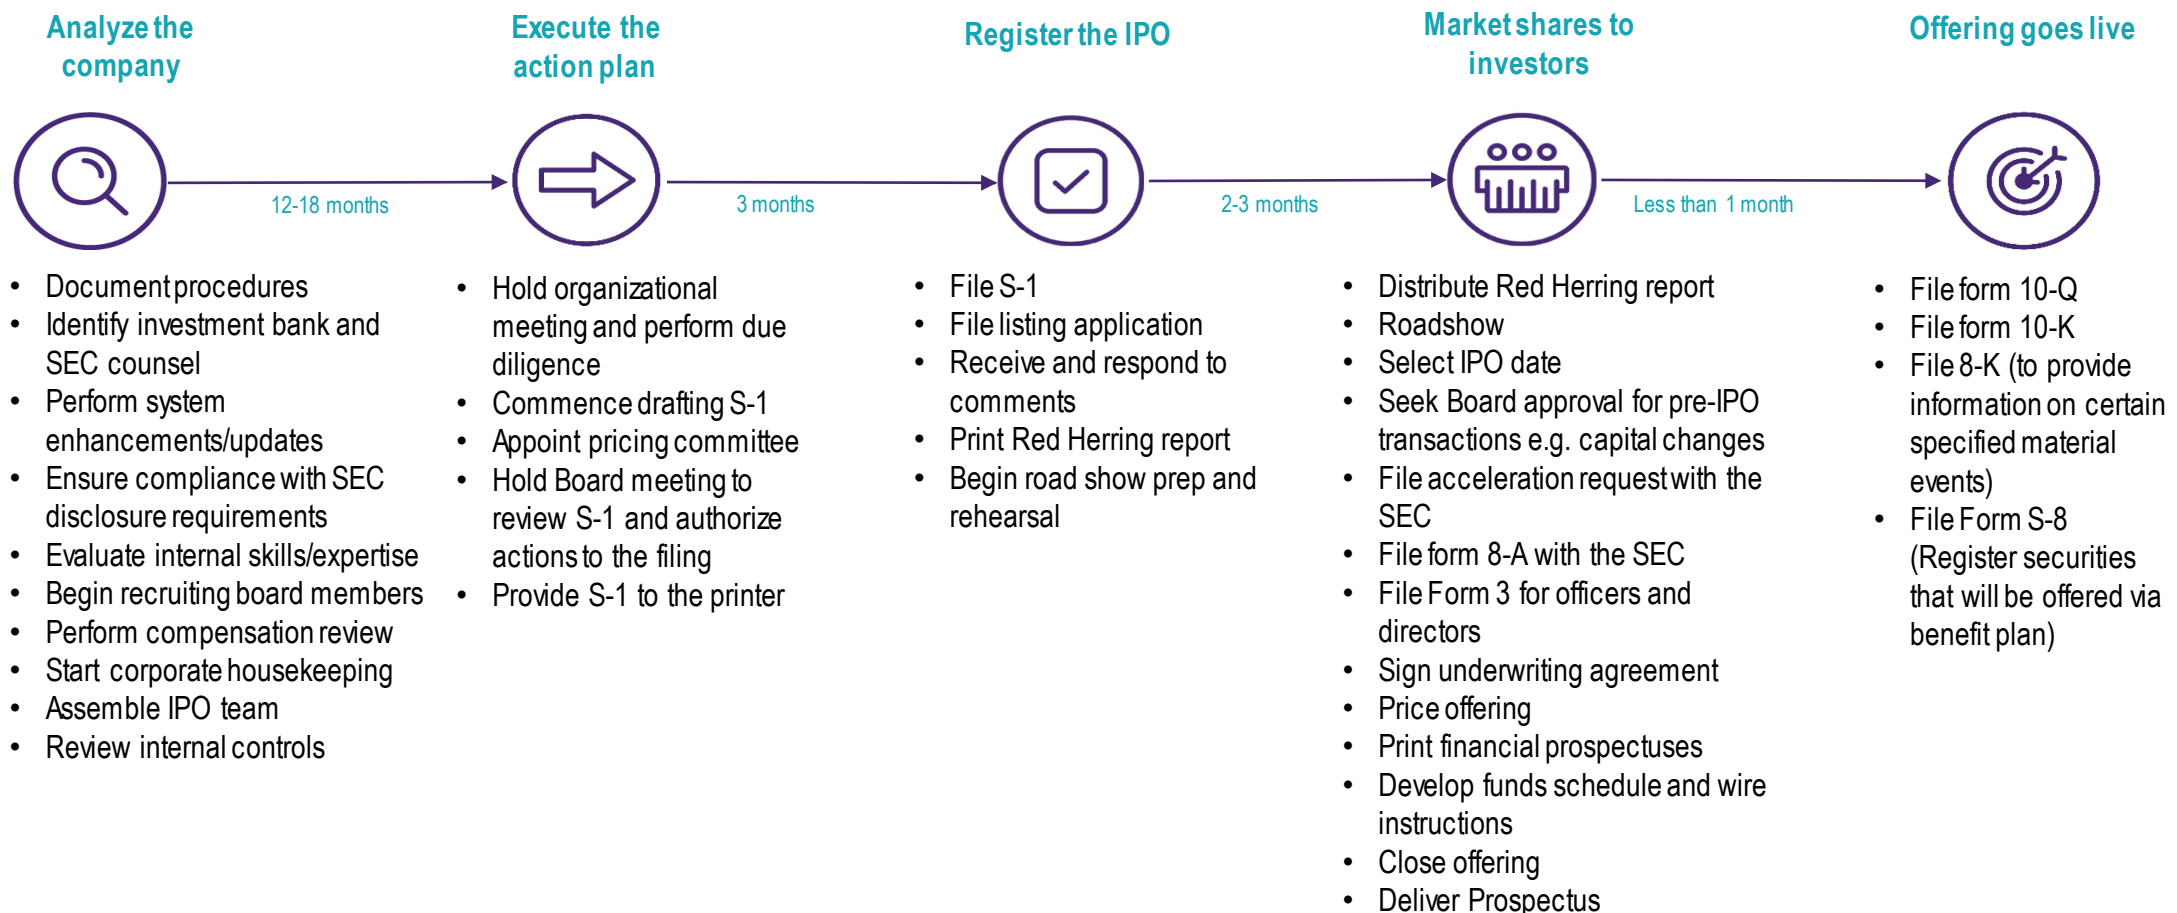 Analyze the
company
Execute the
action plan
Register the IPO
Market shares to
investors
Offering goes live
12-18 months
3 months
2-3 months
Less than 1 month
• Document procedures
• Identify investment bank and
SEC counsel
• Perform system
enhancements/updates
• Ensure compliance with SEC
disclosure requirements
• Evaluate internal skills/expertise
• Begin recruiting board members
• Perform compensation review
• Start corporate housekeeping
• Assemble IPO team
• Review internal controls
• Hold organizational
meeting and perform due
diligence
• Commence drafting S-1
• Appoint pricing committee
• Hold Board meeting to
review S-1 and authorize
actions to the filing
• Provide S-1 to the printer
• File S-1
• File listing application
• Receive and respond to
comments
• Print Red Herring report
• Begin road show prep and
rehearsal
• Distribute Red Herring report
• Roadshow
• Select IPO date
• Seek Board approval for pre-IPO
transactions e.g. capital changes
• File acceleration request with the
SEC
• File form 8-A with the SEC
• File Form 3 for officers and
directors
• Sign underwriting agreement
• Price offering
• Print financial prospectuses
• Develop funds schedule and wire
instructions
• Close offering
• Deliver Prospectus
• File form 10-Q
• File form 10-K
• File 8-K (to provide
information on certain
specified material
events)
• File Form S-8
(Register securities
that will be offered via
benefit plan)